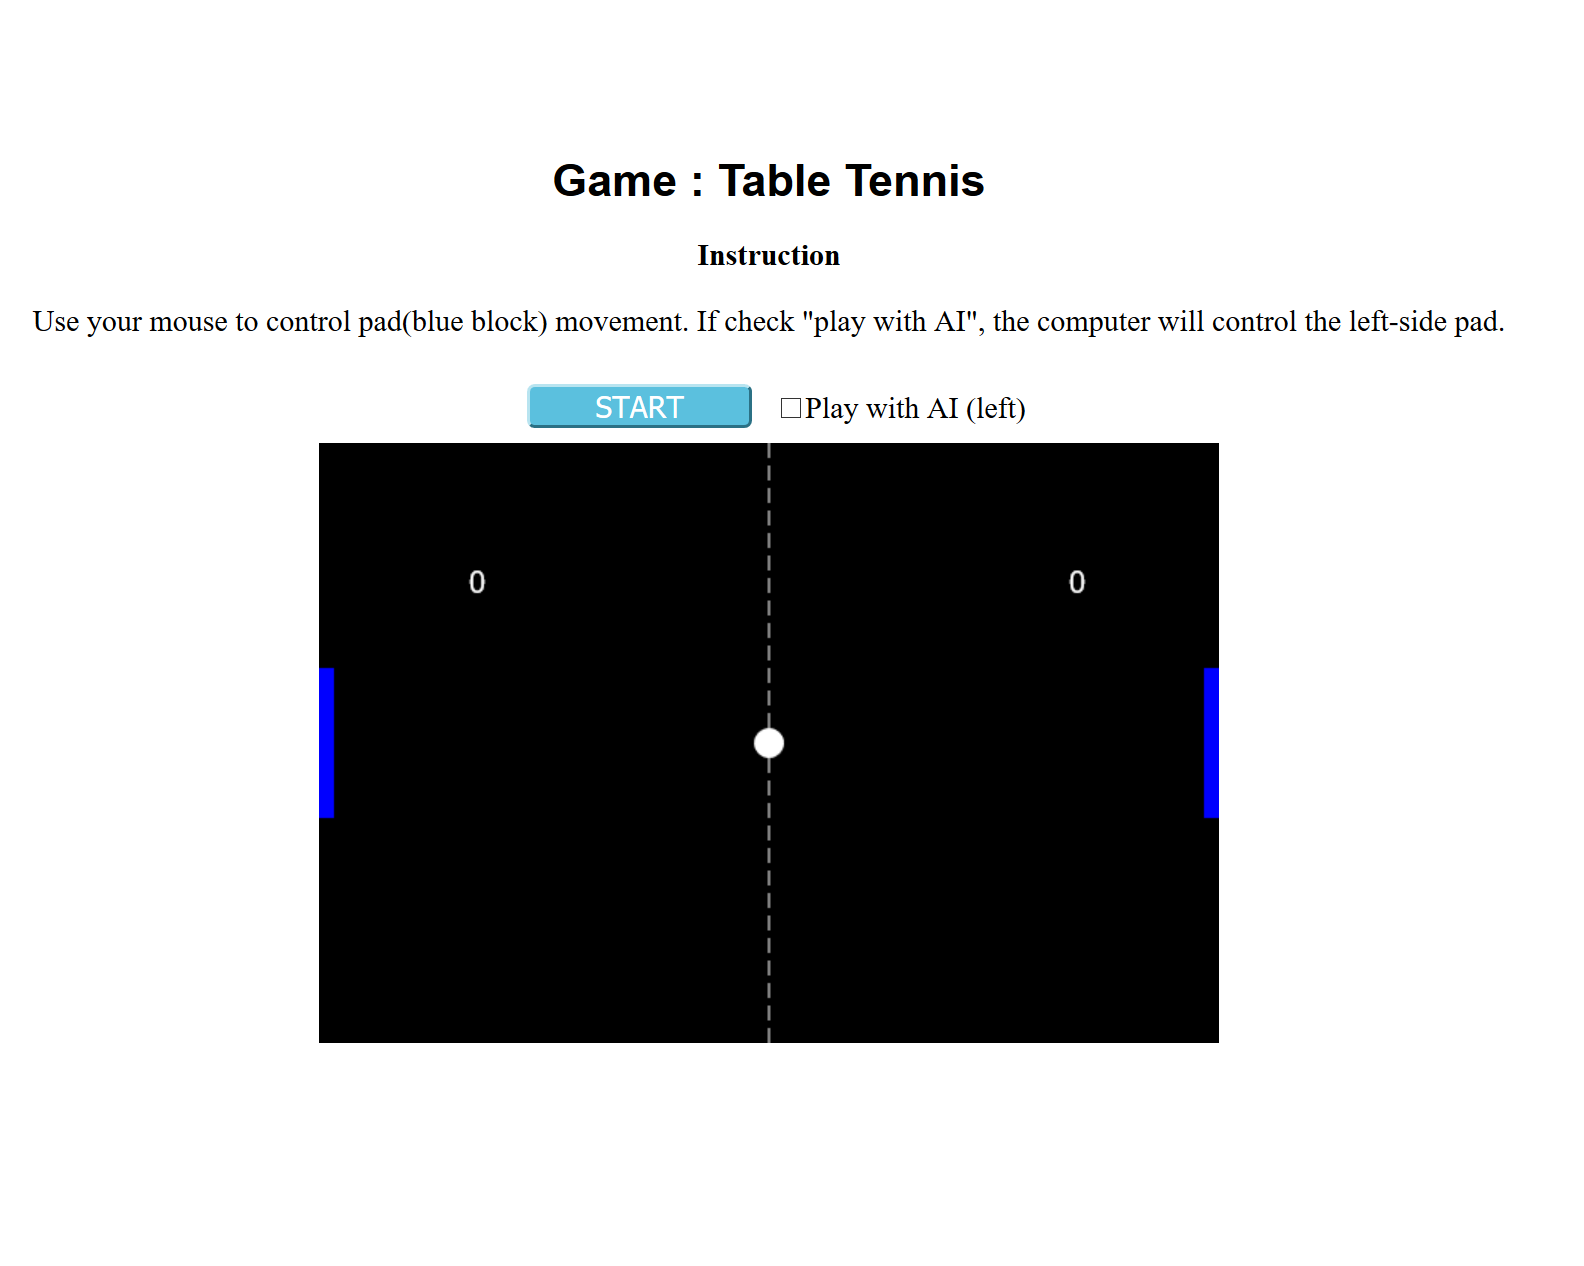 Game : Table Tennis
Instruction
Use your mouse to control pad(blue block) movement. If check "play with AI", the computer will control the left-side pad.
START Play with AI (left)
0 0